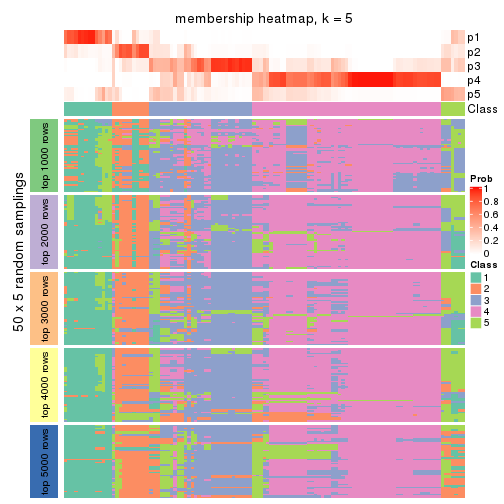 membership heatmap, k = 5
p1
p2
p3
p4
p5
Class
50 x 5 random samplings
top 1000 rows
top 2000 rows
top 3000 rows
top 4000 rows
top 5000 rows
Prob
1
0.8
0.6
0.4
0.2
0
Class
1
2
3
4
5